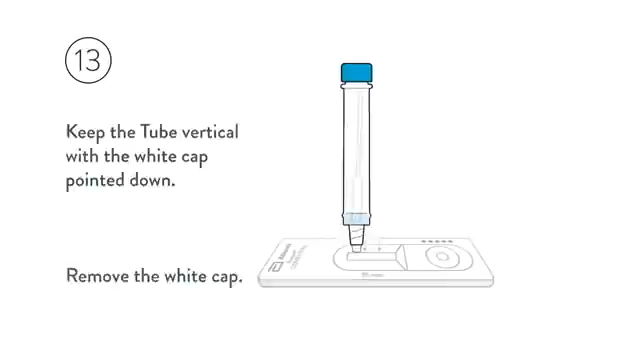 13
Keep the Tube vertical
with the white cap
pointed down.
Remove the white cap.